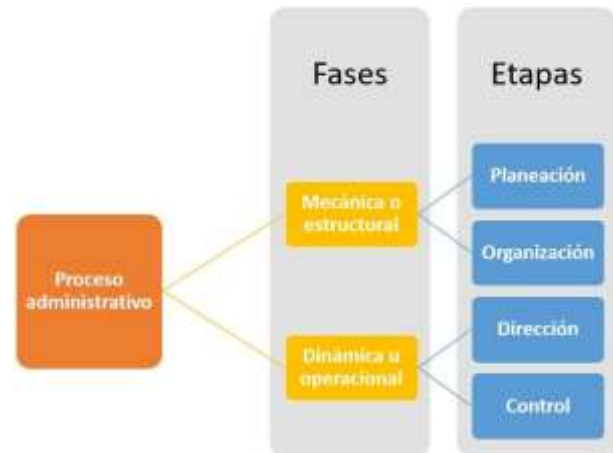 Fases
Etapas
Proceso
administrativo
Mecánica o
estructural
Planeación
Organización
Dinámica u
operacional
Dirección
Control